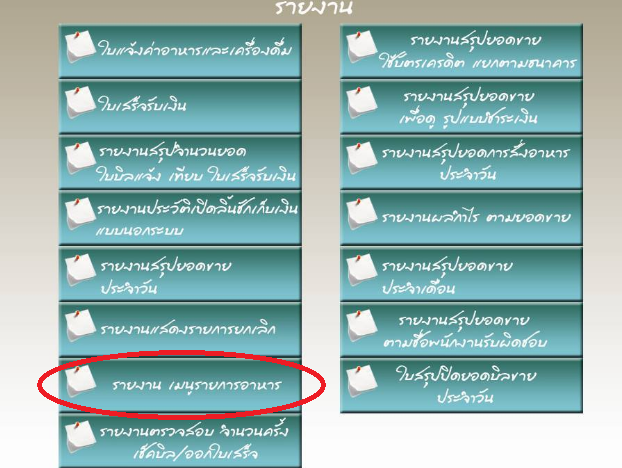 รายงาน
ใบแจ้งค่าอาหารและเครื่องดื่ม
ใบเสร็จรับเงิน
รายงานสรุปจำนวนยอด
ใบบิลแจ้ง เทียบ ใบเสร็จรับเงิน
รายงานประวัติเปิดลิ้นชักเก็บเงิน
แบบนอกระบบ
รายงานสรุปยอดขาย
ประจำวัน
รายงานแสดงรายการยกเลิก
รายงาน เมนูรายการอาหาร
รายงานตรวจสอบ จำนวนครั้ง
เช็คบิล/ออกใบเสร็จ
รายงานสรุปยอดขาย
ใช้บัตรเครดิต แยกตามธนาคาร
รายงานสรุปยอดขาย
เพื่อดู รูปแบบชำระเงิน
รายงานสรุปยอดการสั่งอาหาร
ประจำวัน
รายงานผลกำไร ตามยอดขาย
รายงานสรุปยอดขาย
ประจำเดือน
รายงานสรุปยอดขาย
ตามชื่อพนักงานรับผิดชอบ
ใบสรุปปิดยอดบิลขาย
ประจำวัน